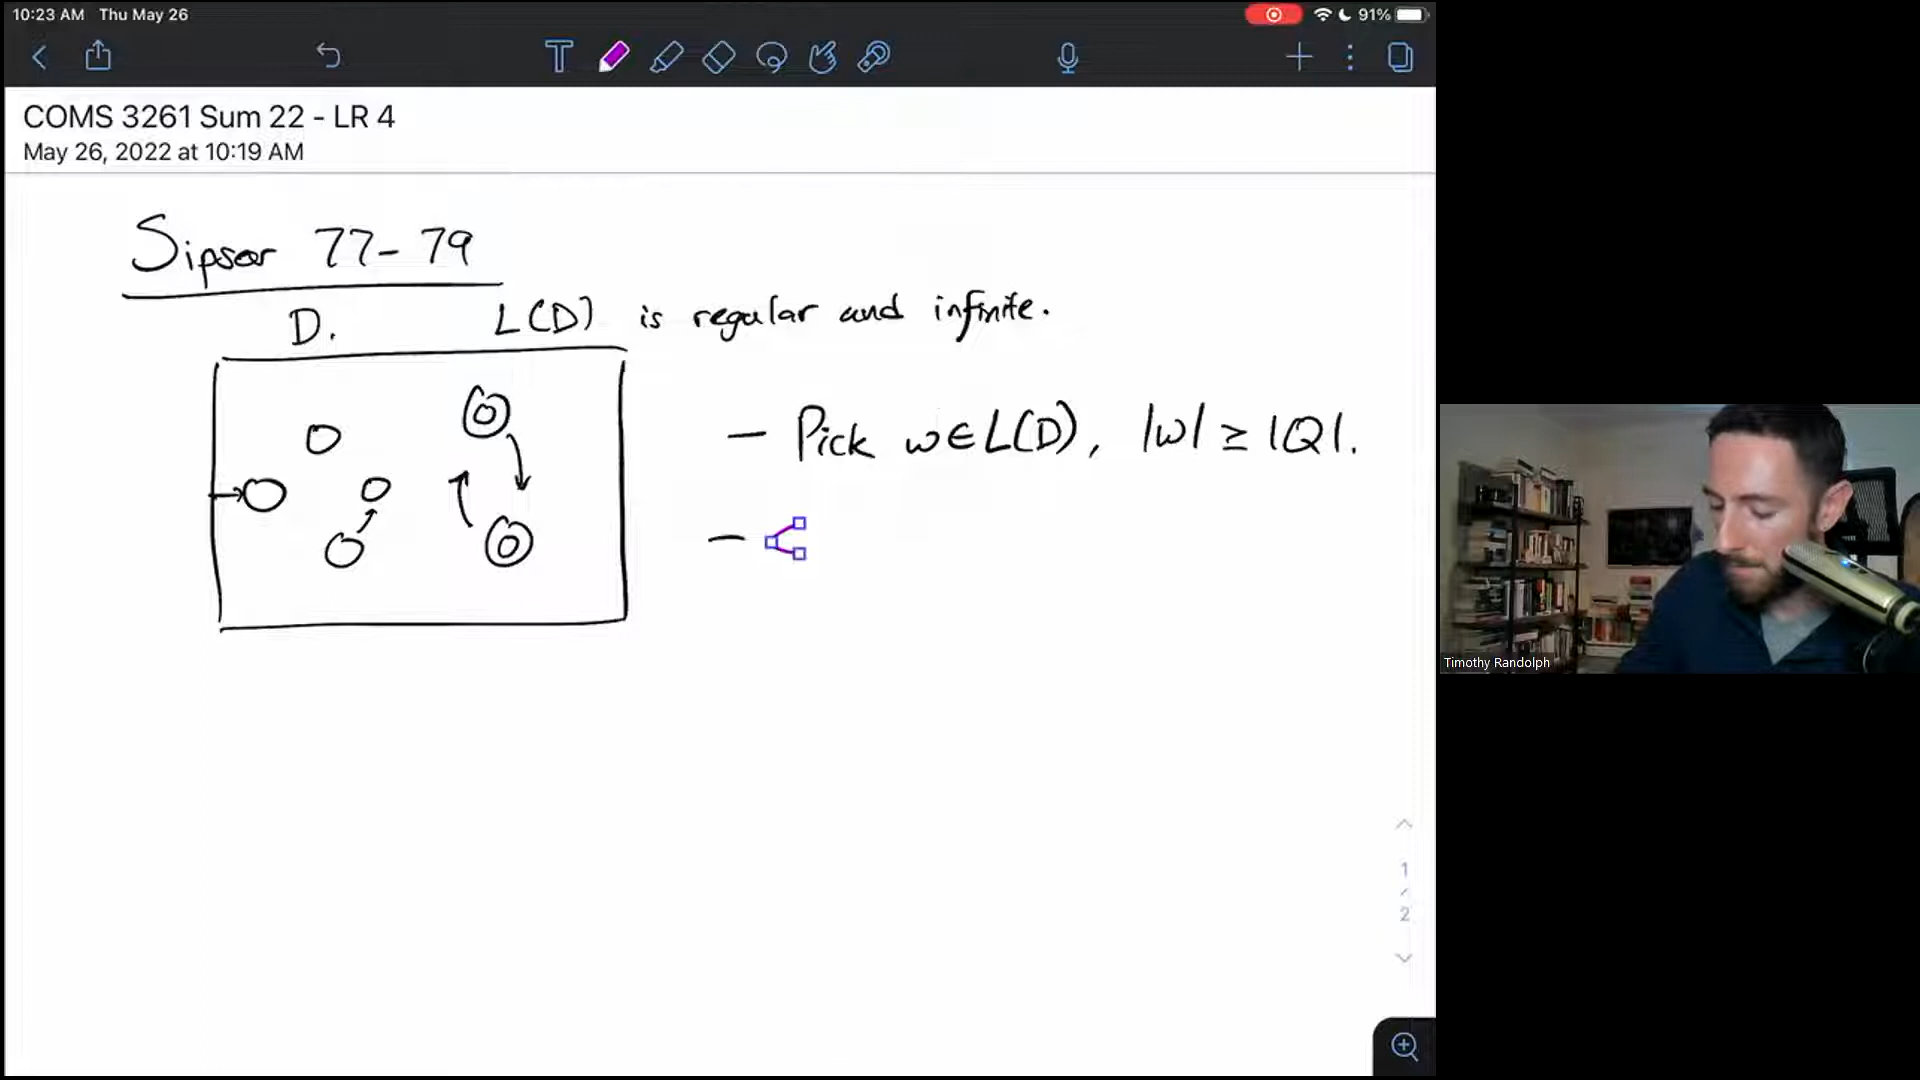 10:23 AM Thu May 26
91%
COMS 3261 Sum 22 - LR 4
May 26, 2022 at 10:19 AM
Sipser 77-79
D. L(D) is regular and infinite.
- Pick w∈L(D), |w| ≥ |Q|.
-
Timothy Randolph
1
2